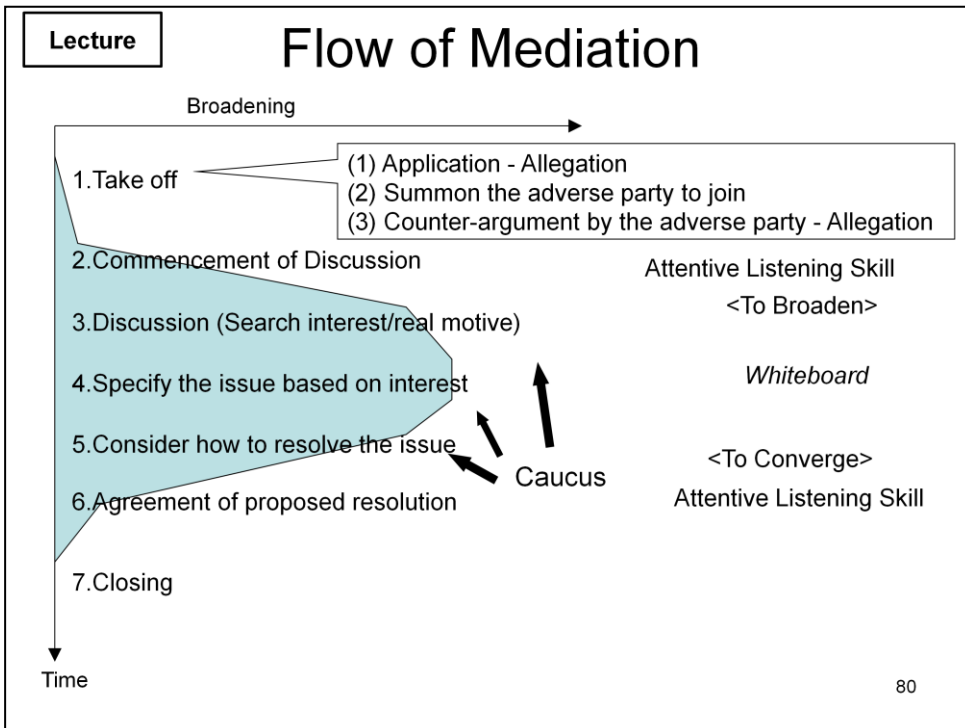 Lecture
Flow of Mediation
Broadening
1.Take off
(1) Application - Allegation
(2) Summon the adverse party to join
(3) Counter-argument by the adverse party - Allegation
2.Commencement of Discussion
Attentive Listening Skill
<To Broaden>
3.Discussion (Search interest/real motive)
4.Specify the issue based on interest
Whiteboard
5.Consider how to resolve the issue
<To Converge>
Caucus
6.Agreement of proposed resolution
Attentive Listening Skill
7.Closing
Time
80